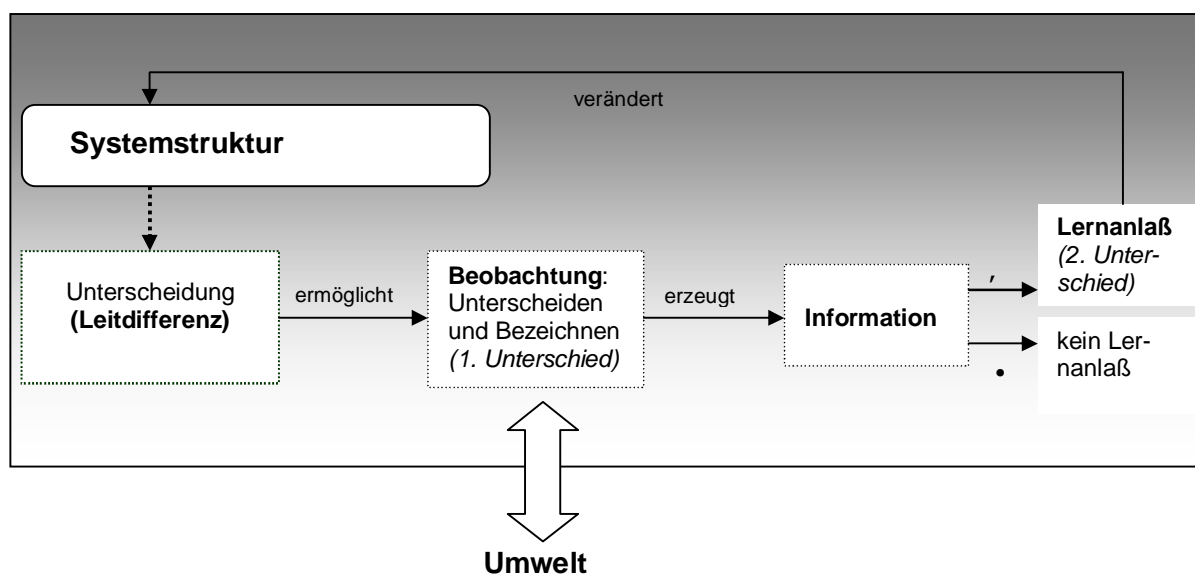 verändert
Systemstruktur
Unterscheidung
(Leitdifferenz)
ermöglicht
Beobachtung:
Unterscheiden
und Bezeichnen
(1. Unterschied)
erzeugt
Information
,
Lernanlaß
(2. Unter-
schied)
kein Ler-
nanlaß
•
Umwelt